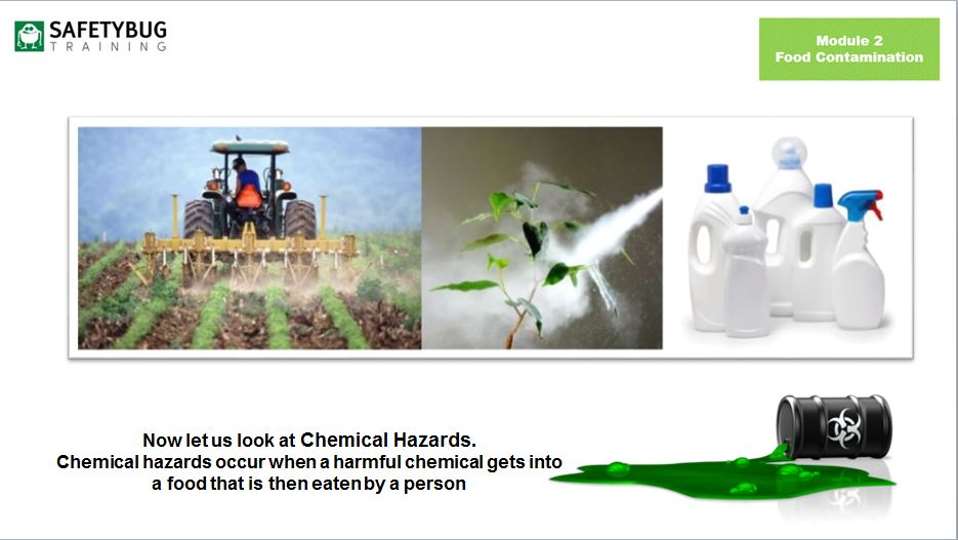 SAFETYBUG
TRAINING
Module 2
Food Contamination
Now let us look at Chemical Hazards.
Chemical hazards occur when a harmful chemical gets into
a food that is then eaten by a person